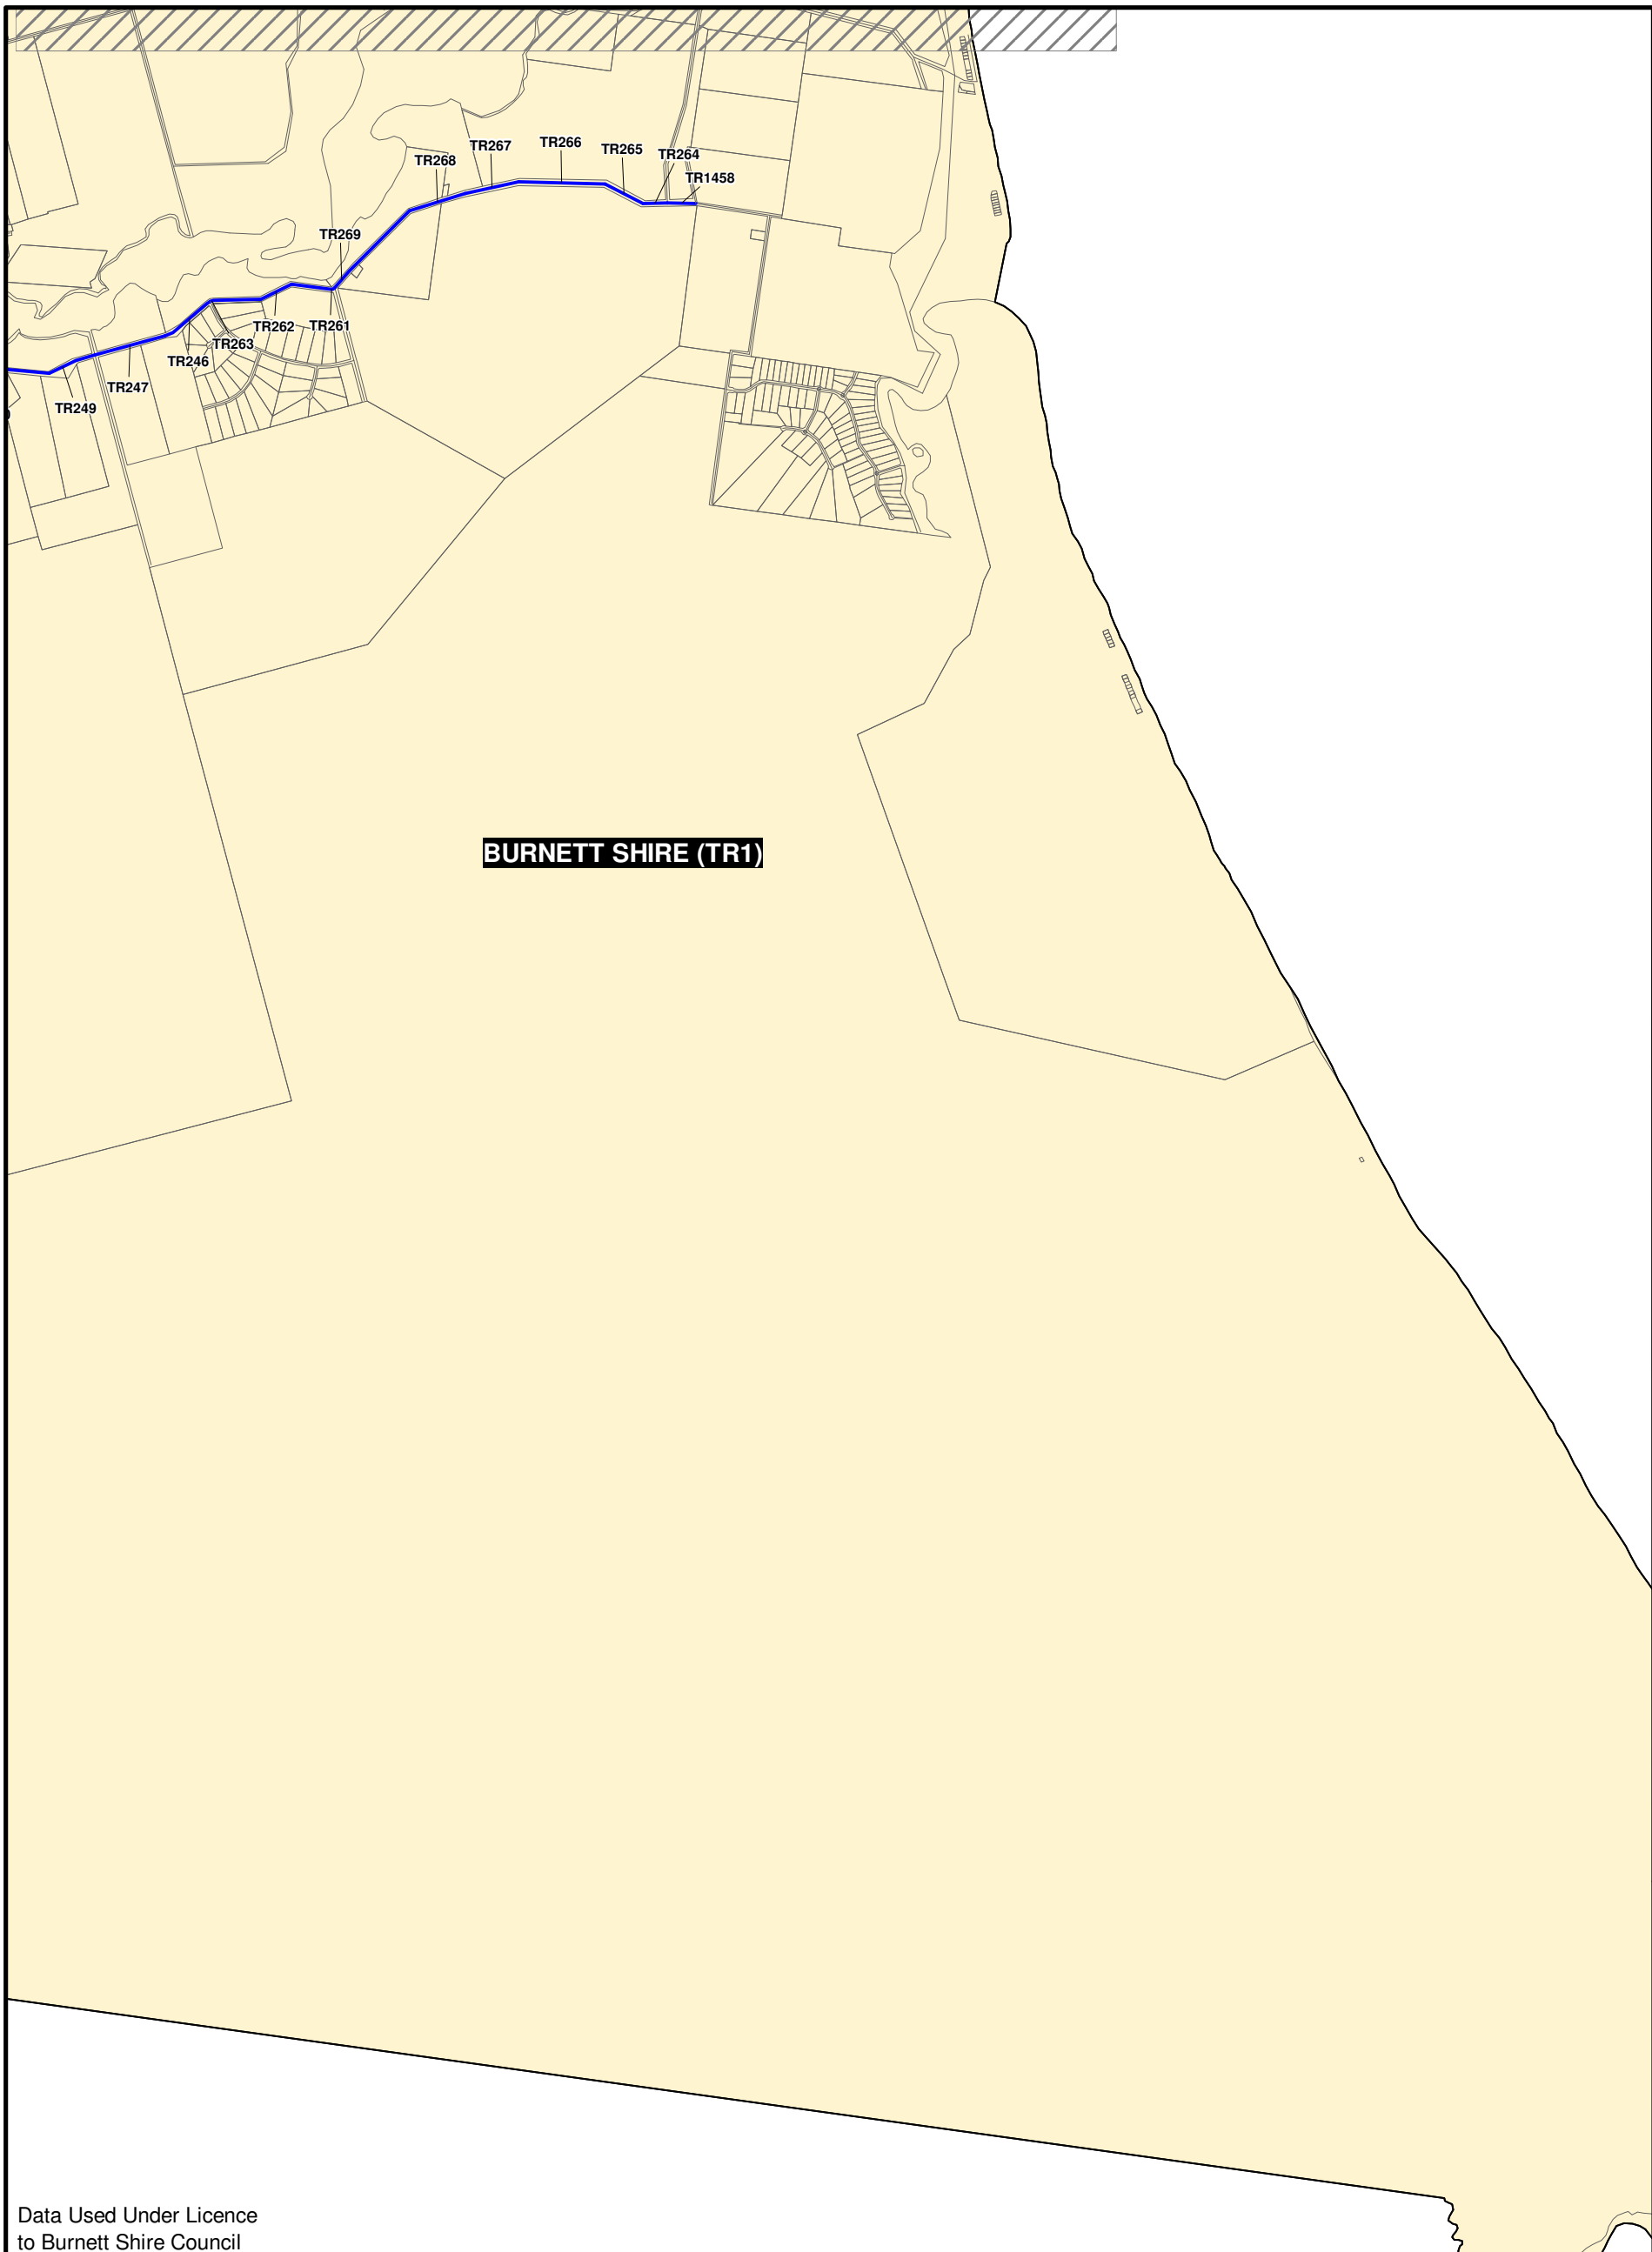 TR266
TR267
TR265
TR264
TR268
TR1458
TR269
TR262
TR261
TR263
TR246
TR247
TR249
BURNETT SHIRE (TR1)
Data Used Under Licence
to Burnett Shire Council